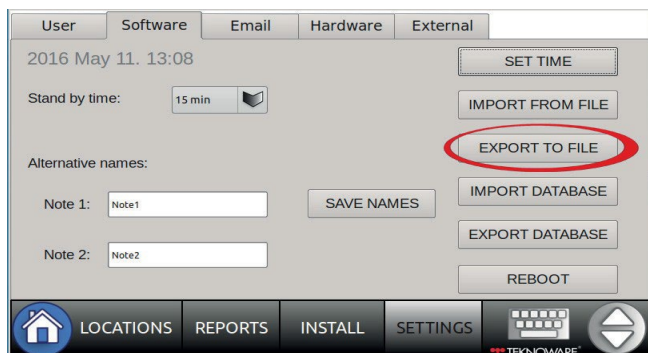 User Software Email Hardware External
2016 May 11. 13:08
SET TIME
Stand by time: 15 min
IMPORT FROM FILE
EXPORT TO FILE
Alternative names:
IMPORT DATABASE
Note 1: Note1 SAVE NAMES
EXPORT DATABASE
Note 2: Note2
REBOOT
LOCATIONS REPORTS INSTALL SETTINGS
TEKNOWARE